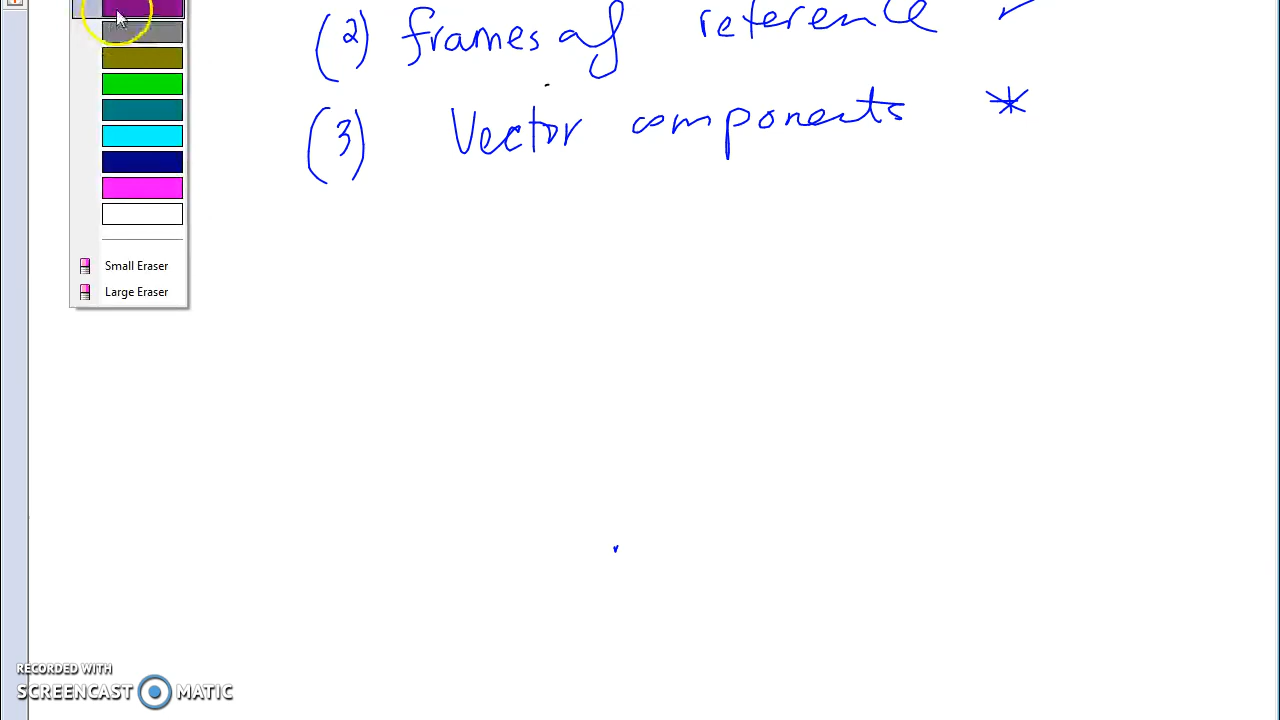 (2) frames of reference ✓
(3) Vector components *
Small Eraser
Large Eraser
RECORDED WITH
SCREENCAST MATIC